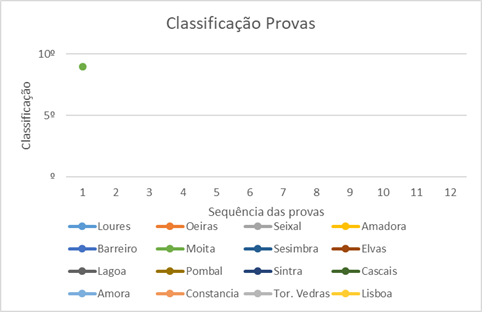 Classificação Provas
10º
5º
º
Classificação
1 2 3 4 5 6 7 8 9 10 11 12
Sequência das provas
Loures Oeiras Seixal Amadora
Barreiro Moita Sesimbra Elvas
Lagoa Pombal Sintra Cascais
Amora Constancia Tor. Vedras Lisboa